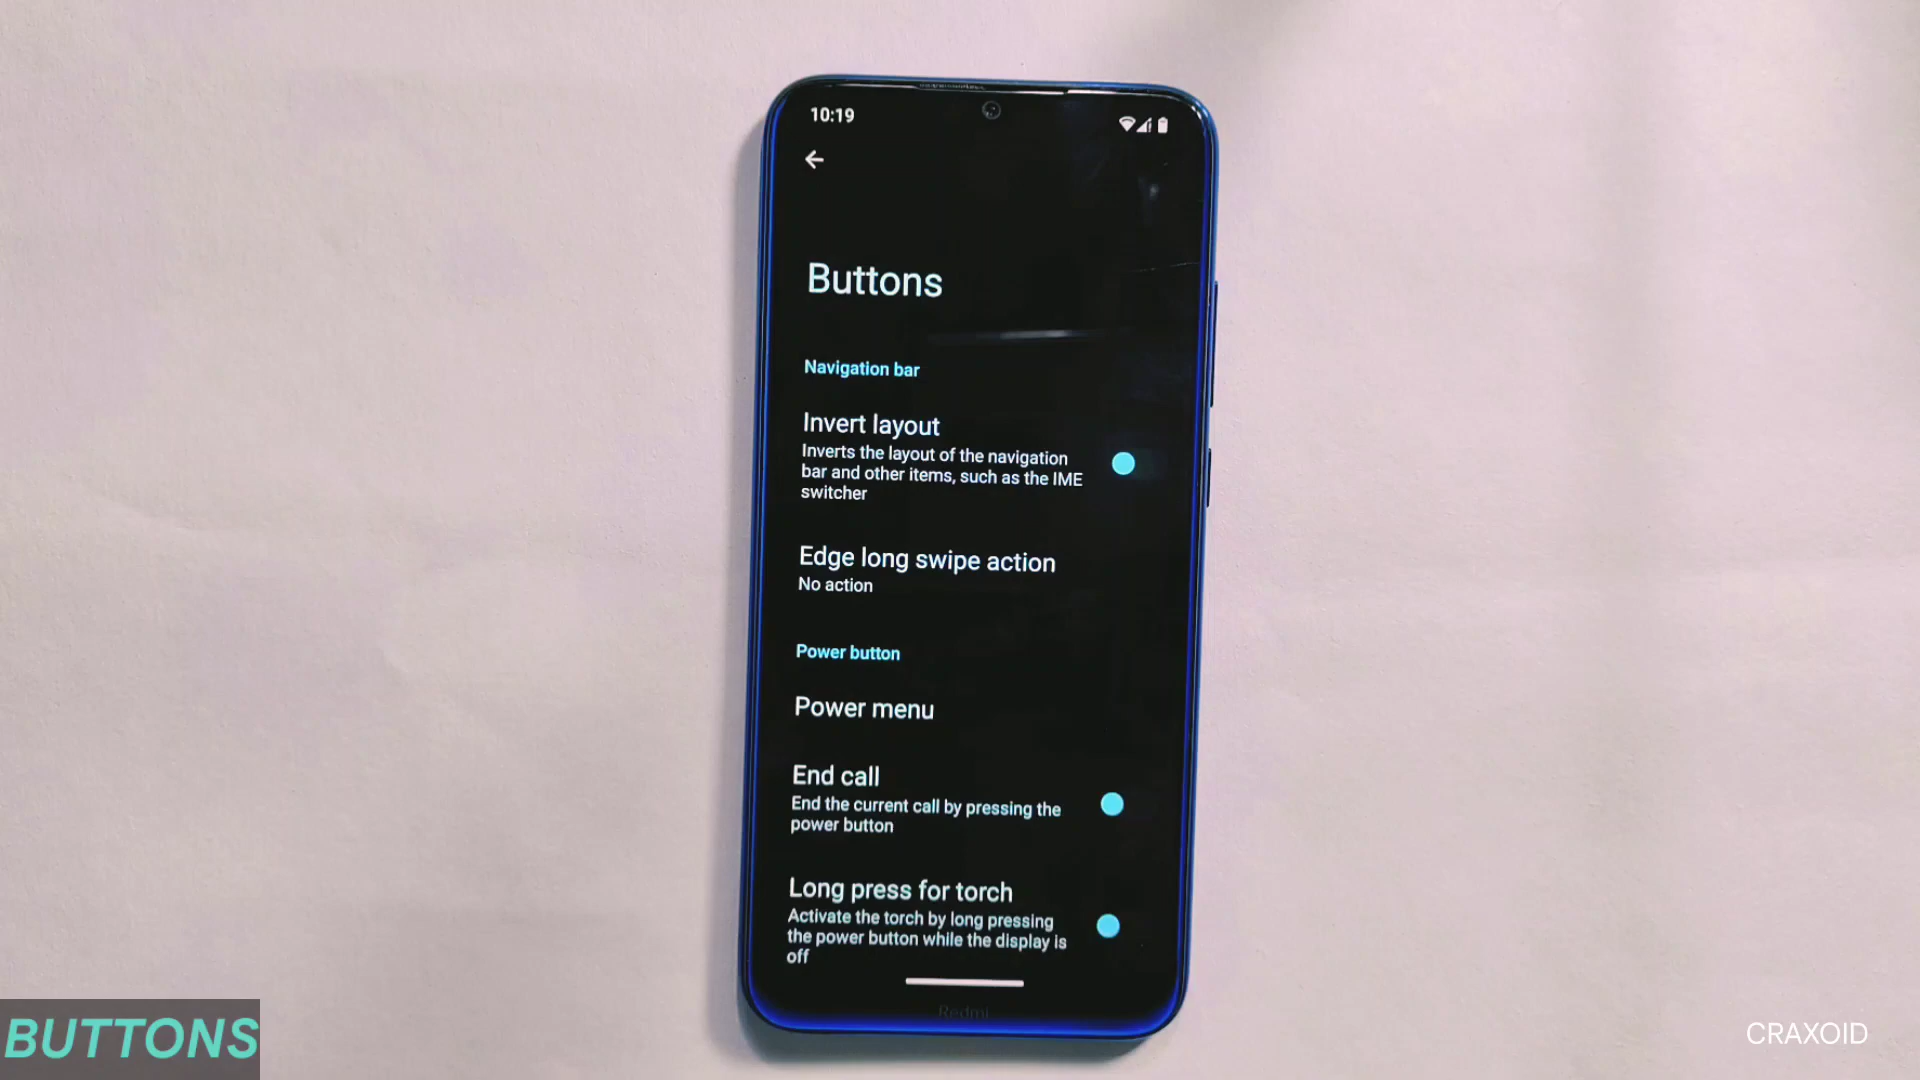 10:19
Buttons
Navigation bar
Invert layout
Inverts the layout of the navigation
bar and other items, such as the IME
switcher
Edge long swipe action
No action
Power button
Power menu
End call
End the current call by pressing the
power button
Long press for torch
Activate the torch by long pressing
the power button while the display is
off
Redmi
BUTTONS
CRAXOID